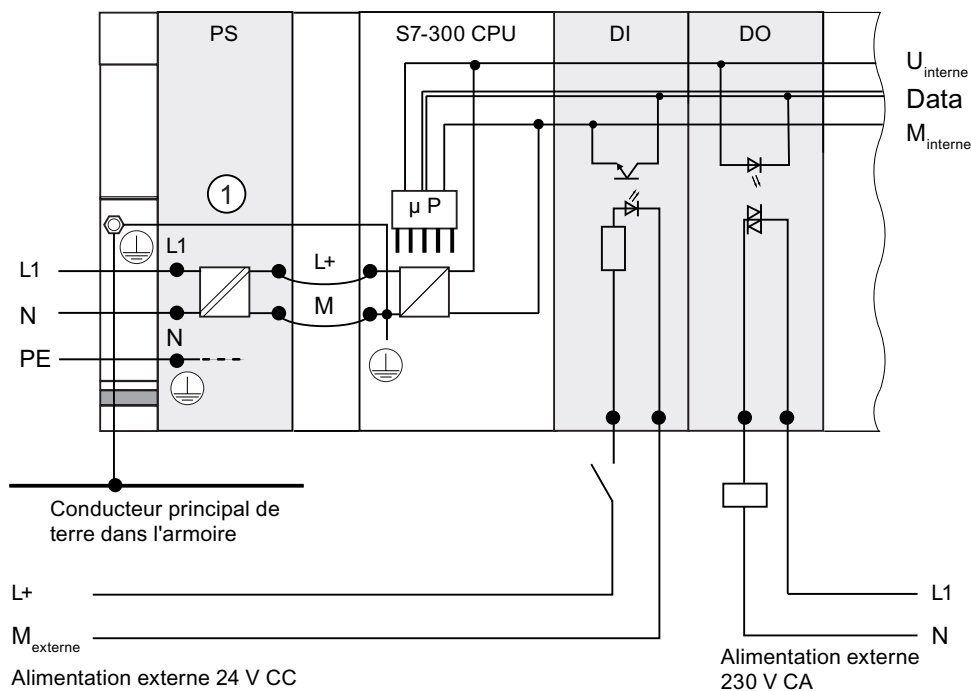 PS
S7-300 CPU
DI
DO
U interne
Data
M interne
1
µ P
L1
L+
L1
N
M
N
PE
Conducteur principal de
terre dans l'armoire
L+
L1
M externe
N
Alimentation externe 24 V CC
Alimentation externe
230 V CA